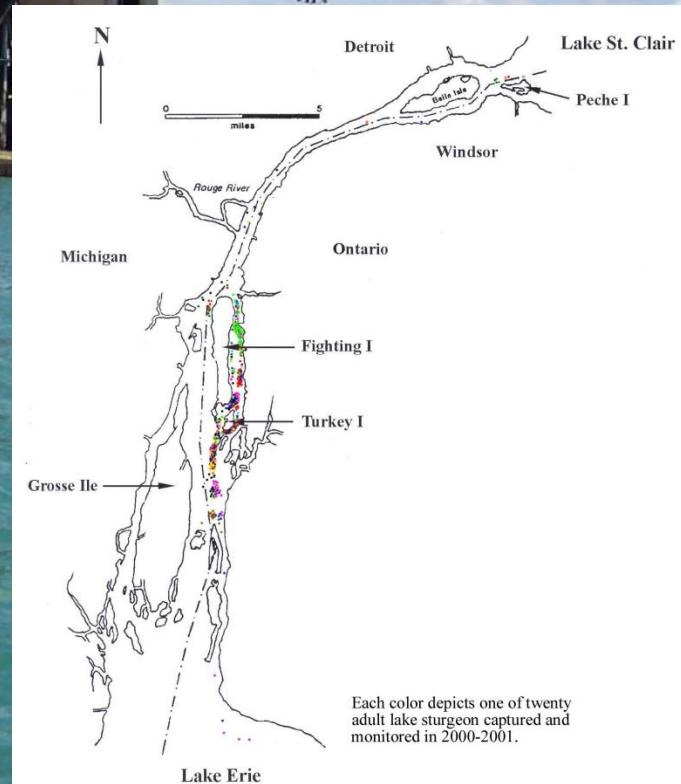 N
Detroit
Lake St. Clair
0 5
miles
Belle Isle
Peche I
Windsor
Rouge River
Michigan
Ontario
Fighting I
Turkey I
Grosse Ile
Each color depicts one of twenty
adult lake sturgeon captured and
monitored in 2000-2001.
Lake Erie